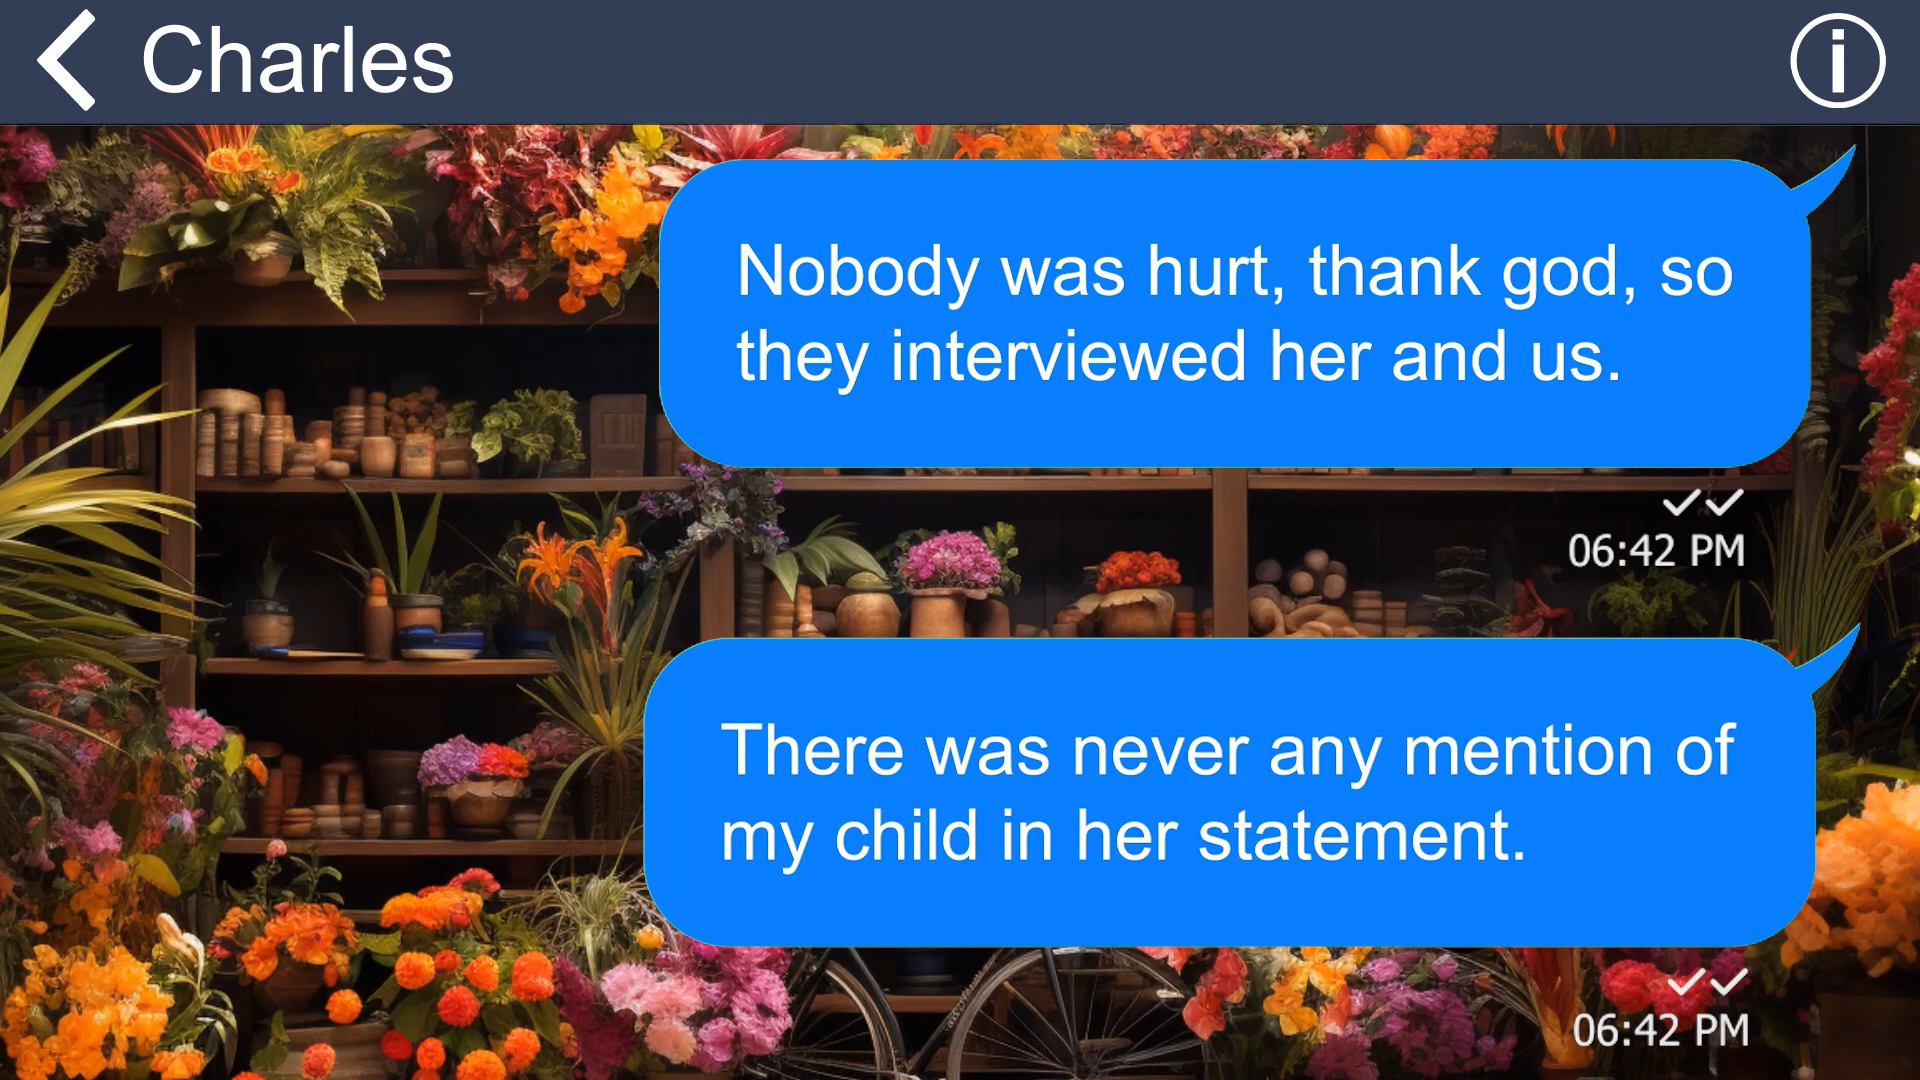 Charles
Nobody was hurt, thank god, so
they interviewed her and us.
06:42 PM
There was never any mention of
my child in her statement.
06:42 PM